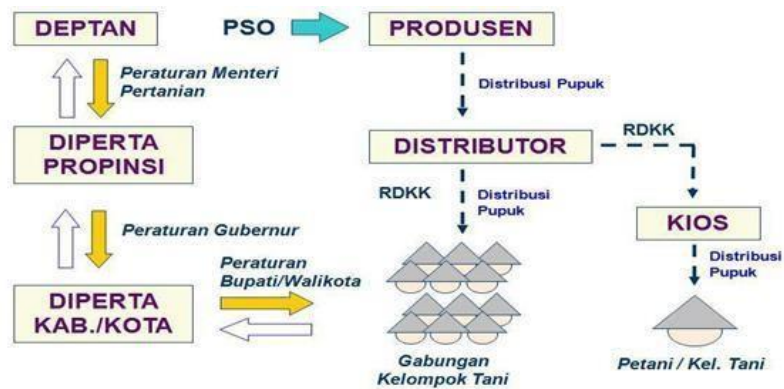 DEPTAN
PSO
PRODUSEN
Peraturan Menteri
Pertanian
Distribusi Pupuk
DIPERTA
PROPINSI
DISTRIBUTOR
RDKK
RDKK
Distribusi
Pupuk
KIOS
Peraturan Gubernur
Distribusi
Pupuk
Peraturan
Bupati/Walikota
DIPERTA
KAB./KOTA
Gabungan
Kelompok Tani
Petani / Kel. Tani